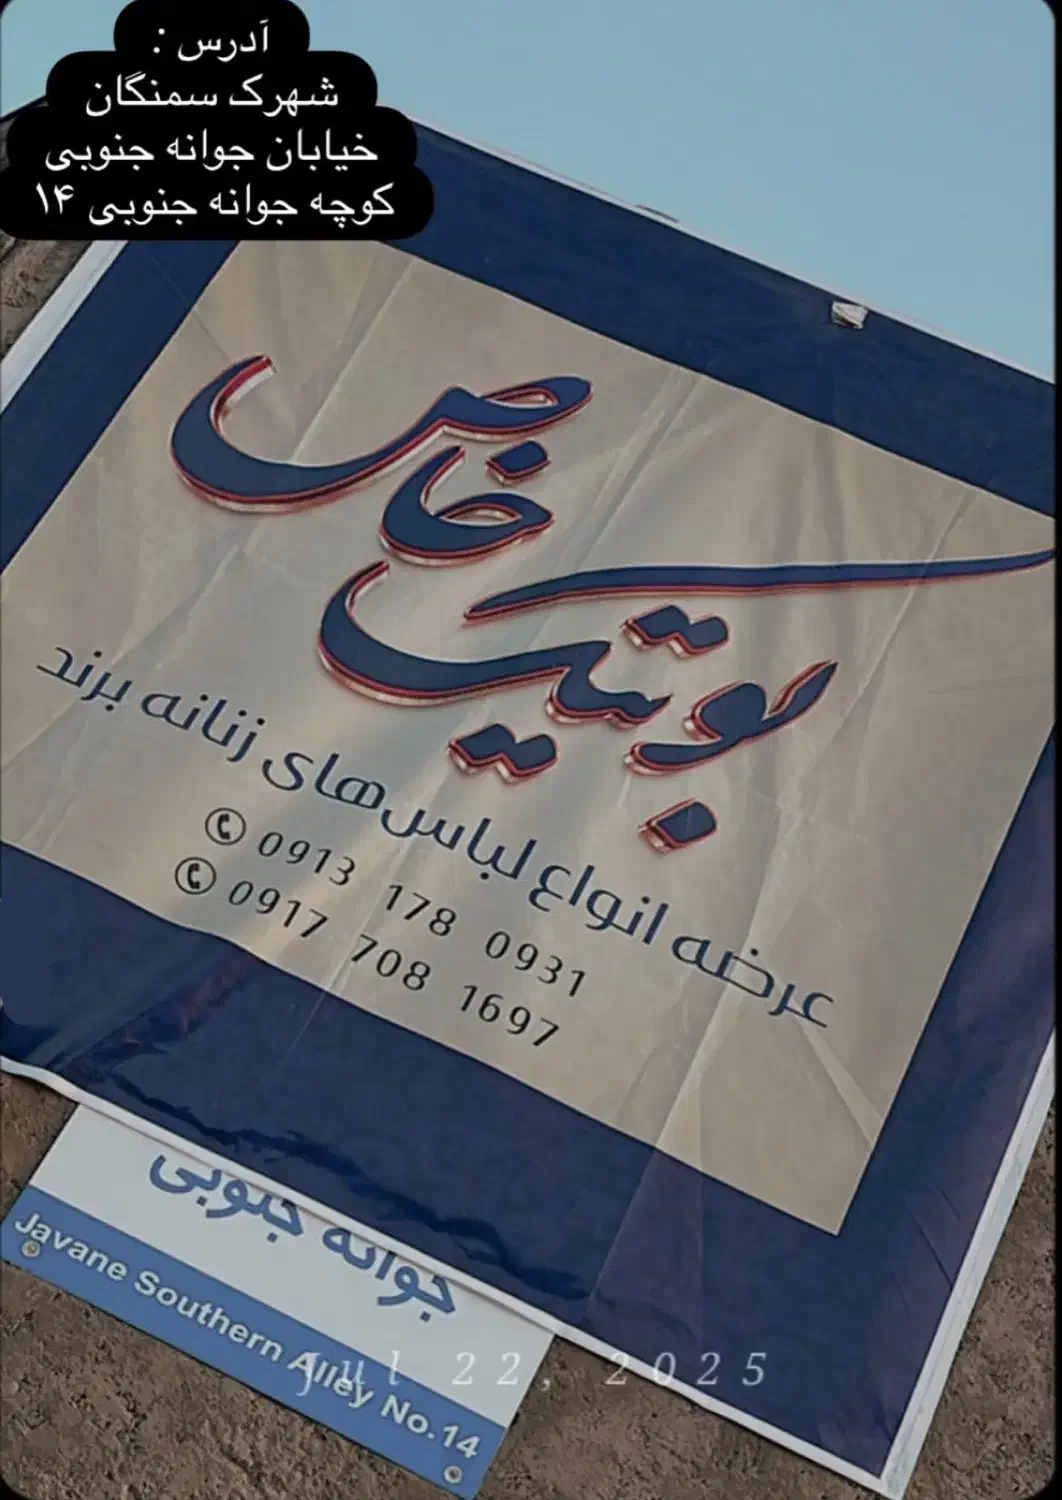 آدرس :
شهرک سمنگان
خیابان جوانه جنوبی
کوچه جوانه جنوبی ۱۴
بوتیک خاص
عرضه انواع لباس‌های زنانه برند
0913 178 0931
0917 708 1697
جوانه جنوبی
Javane Southern Alley No.14
Jul 22, 2025